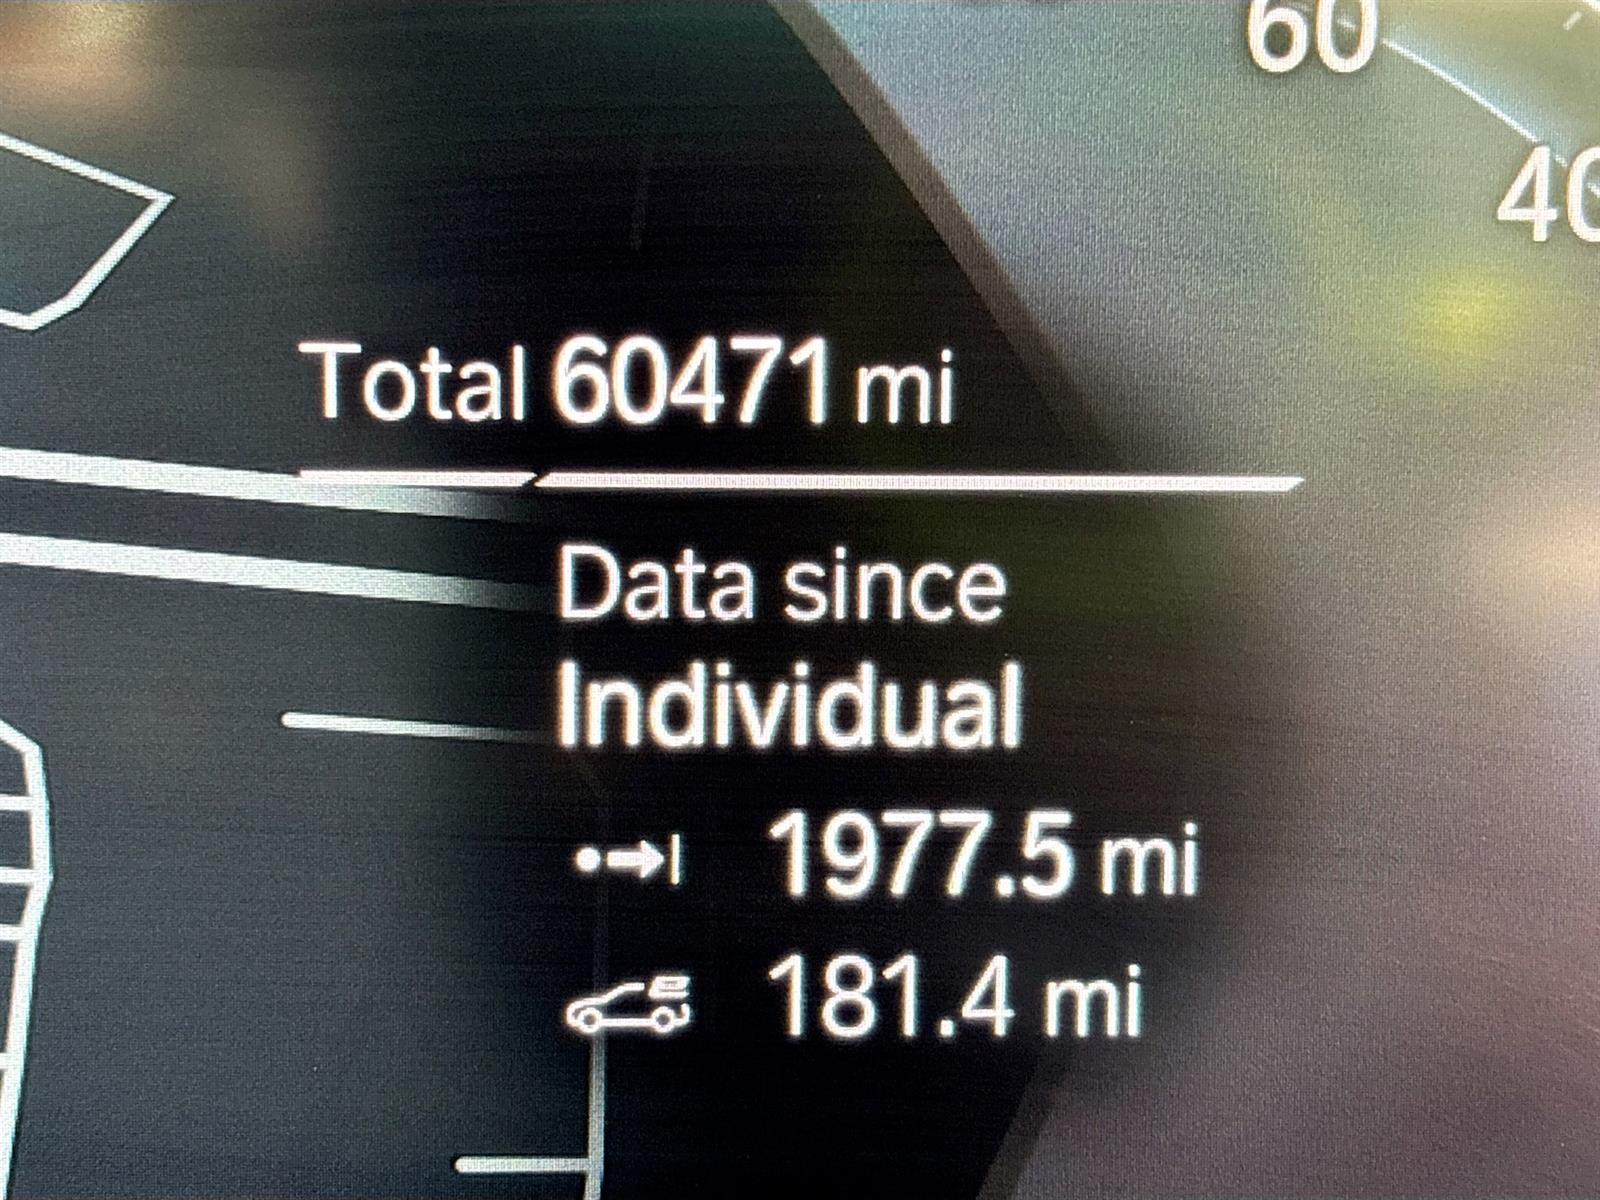 60
40
Total 60471 mi
Data since
Individual
1977.5 mi
181.4 mi